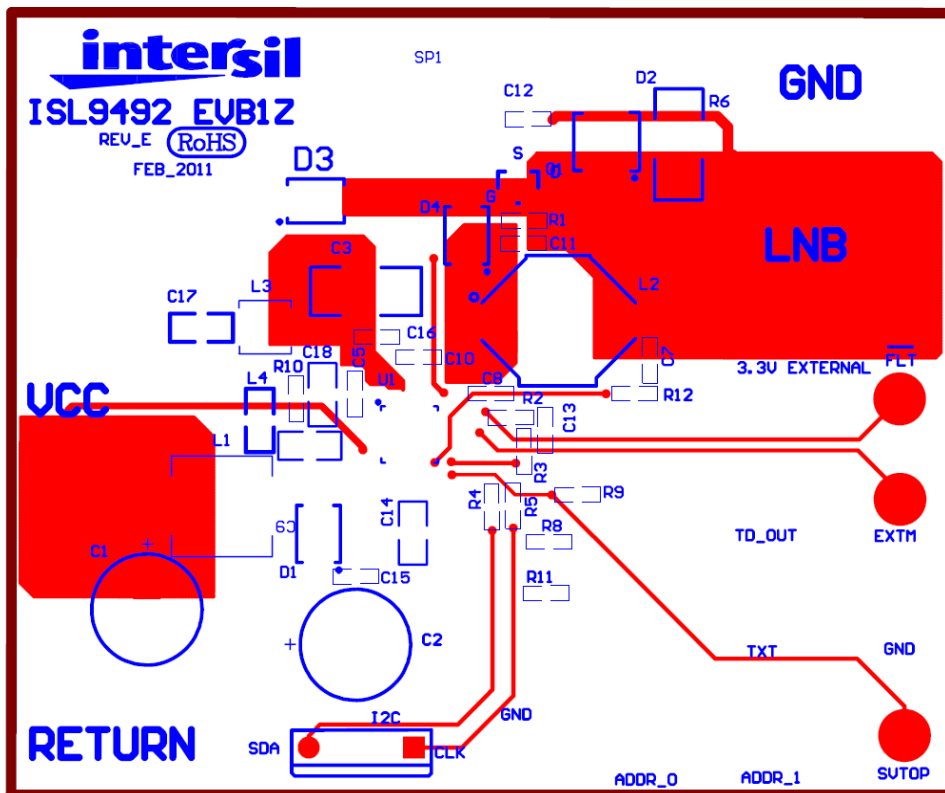 intersil
SP1
ISL9492 EVB1Z
REV_E RoHS
FEB_2011
C12
D2
R6
GND
D3
S
Q1
G
D4
R1
C11
LNB
C3
L2
C17
L3
C16
C10
C7
3.3V EXTERNAL
FLT
C18
C5
R10
U1
C8
R12
L4
VCC
R2
C13
L1
R3
R4
R5
R9
C14
C9
R8
TD_OUT
EXTM
C1
D1
C15
R11
C2
TXT
GND
I2C
GND
RETURN
SDA
CLK
SVTOP
ADDR_0
ADDR_1